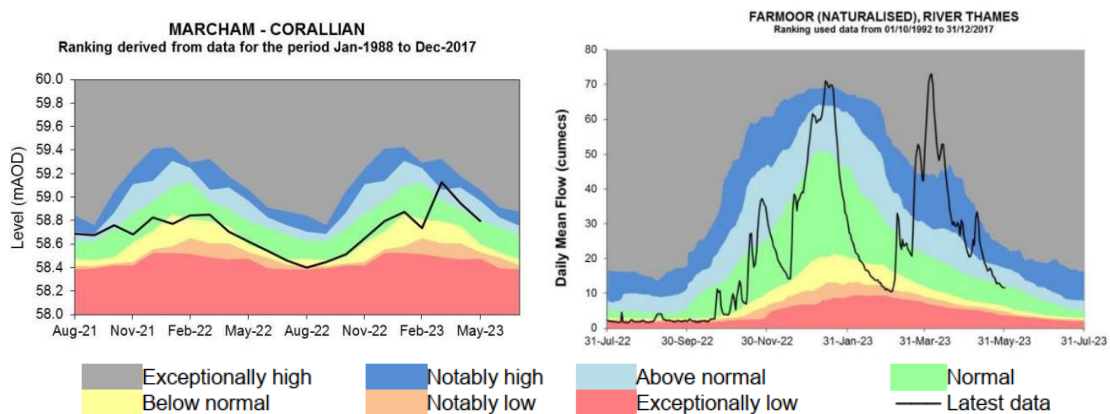 MARCHAM - CORALLIAN
Ranking derived from data for the period Jan-1988 to Dec-2017
Level (mAOD)
60.0
59.8
59.6
59.4
59.2
59.0
58.8
58.6
58.4
58.2
58.0
Aug-21 Nov-21 Feb-22 May-22 Aug-22 Nov-22 Feb-23 May-23
FARMOOR (NATURALISED), RIVER THAMES
Ranking used data from 01/10/1992 to 31/12/2017
Daily Mean Flow (cumecs)
80
70
60
50
40
30
20
10
0
31-Jul-22 30-Sep-22 30-Nov-22 31-Jan-23 31-Mar-23 31-May-23 31-Jul-23
Exceptionally high Notably high Above normal Normal
Below normal Notably low Exceptionally low Latest data